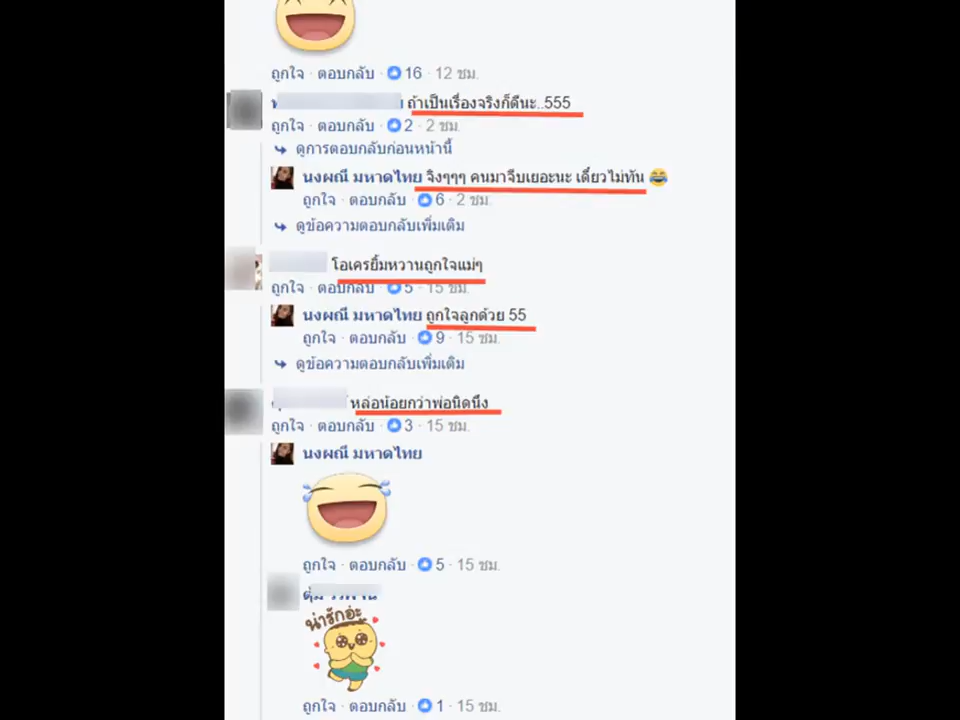 ถูกใจ · ตอบกลับ · 16 · 12 ชม.
ถ้าเป็นเรื่องจริงก็ดีนะ..555
ถูกใจ · ตอบกลับ · 2 · 2 ชม.
ดูการตอบกลับก่อนหน้านี้
นงผณี มหาดไทย จิงๆๆๆ คนมาจีบเยอะนะ เดี๋ยวไม่ทัน
ถูกใจ · ตอบกลับ · 6 · 2 ชม.
ดูข้อความตอบกลับเพิ่มเติม
โอเครยิ้มหวานถูกใจแม่ๆ
ถูกใจ · ตอบกลับ · 5 · 15 ชม.
นงผณี มหาดไทย ถูกใจลูกด้วย 55
ถูกใจ · ตอบกลับ · 9 · 15 ชม.
ดูข้อความตอบกลับเพิ่มเติม
หล่อน้อยกว่าพ่อนิดนึ่ง
ถูกใจ · ตอบกลับ · 3 · 15 ชม.
นงผณี มหาดไทย
ถูกใจ · ตอบกลับ · 5 · 15 ชม.
น่ารักอ่ะ
ถูกใจ · ตอบกลับ · 1 · 15 ชม.